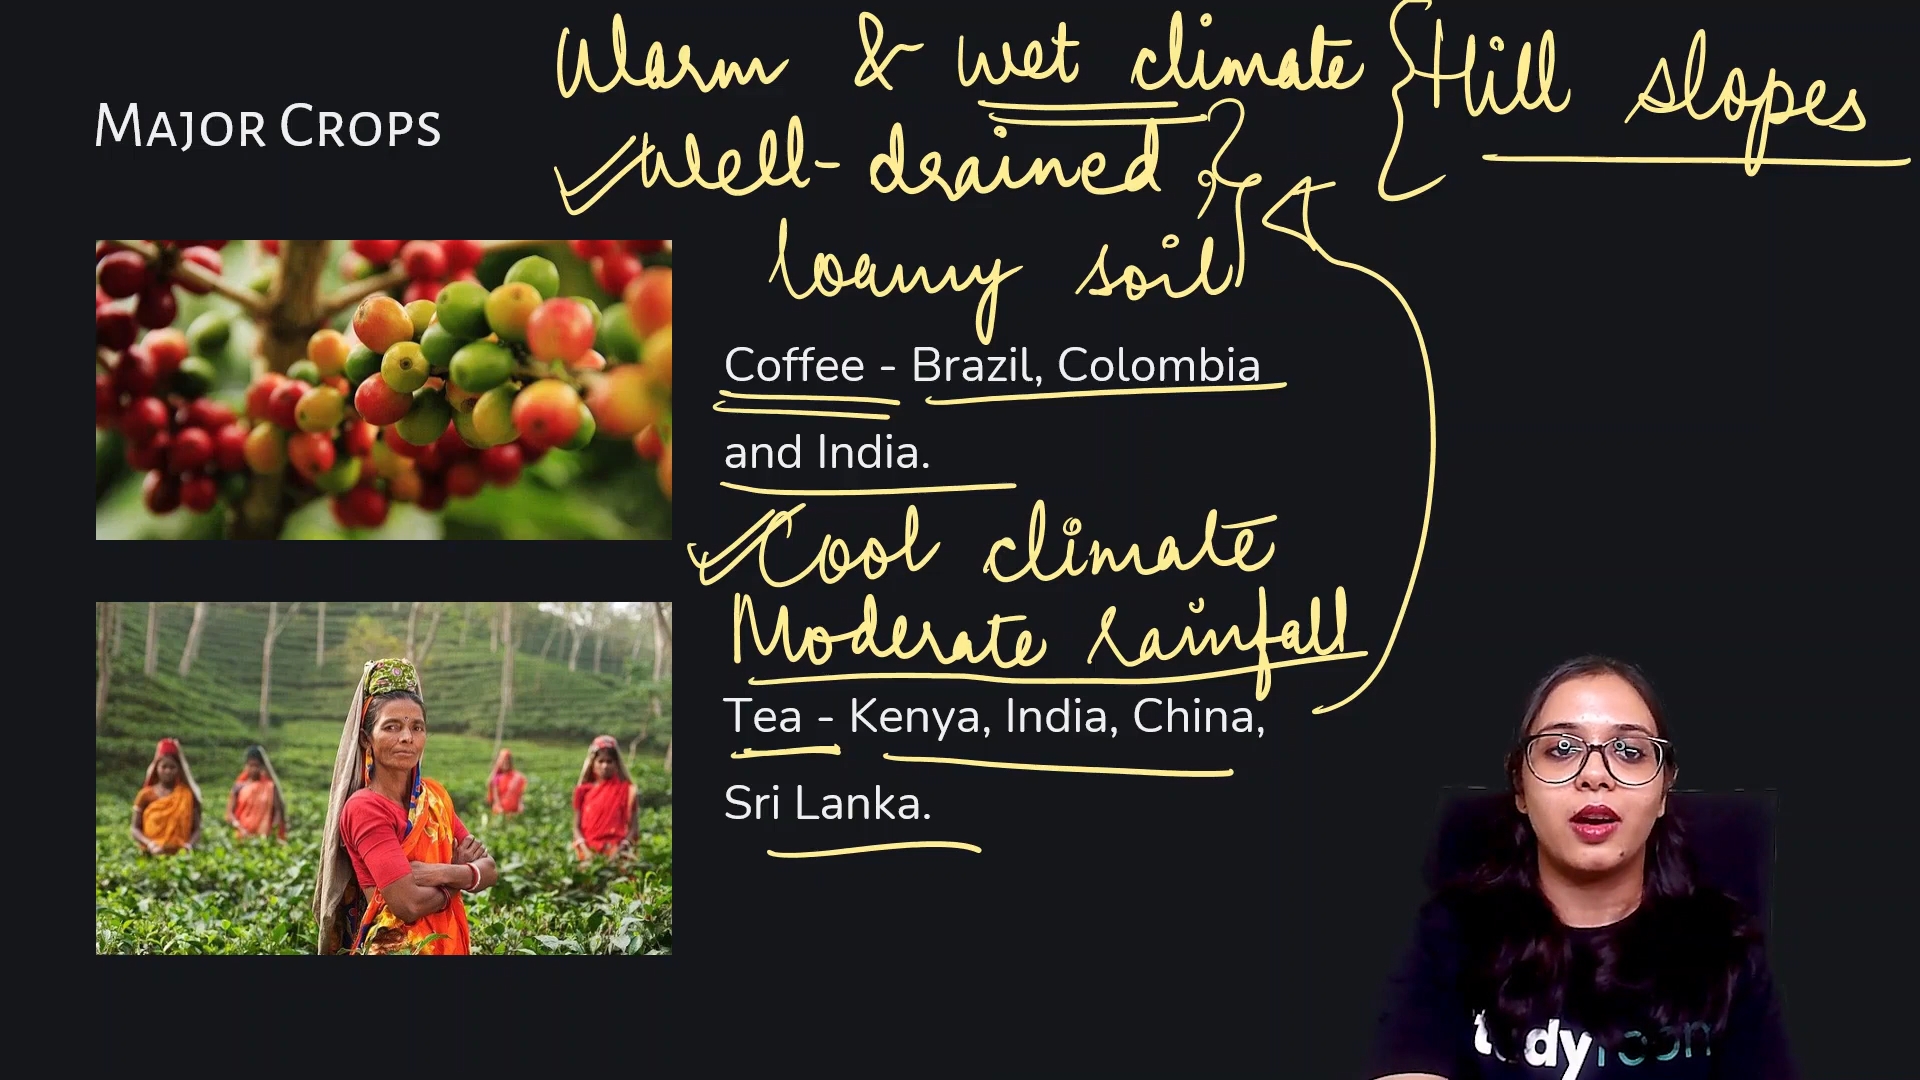 Warm & wet climate { Hill slopes
MAJOR CROPS
Well-drained
loamy soil
Coffee - Brazil, Colombia
and India.
Cool climate
Moderate rainfall
Tea - Kenya, India, China,
Sri Lanka.